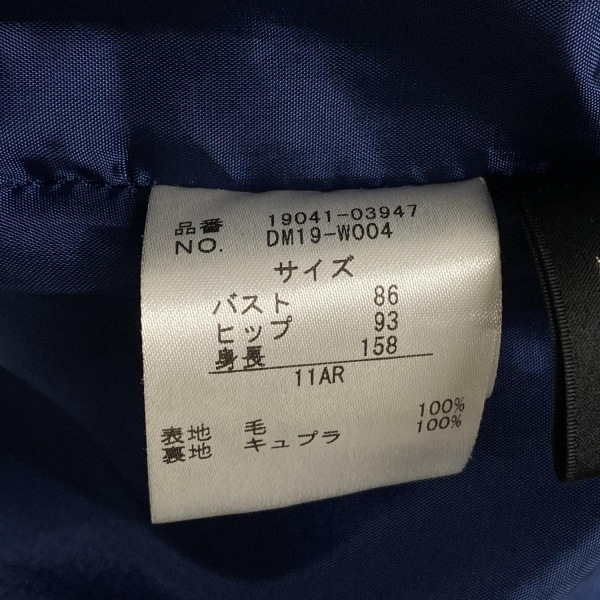 品番 19041-03947
NO. DM19-W004
サイズ
バスト 86
ヒップ 93
身長 158
11AR
表地 毛 100%
裏地 キュプラ 100%